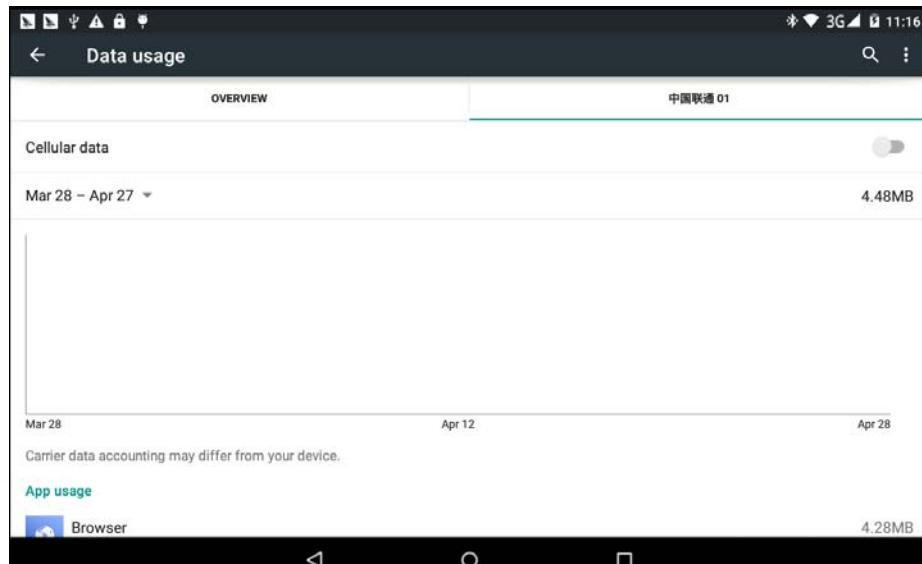 3G 11:16
Data usage
OVERVIEW 中国联通 01
Cellular data
Mar 28 – Apr 27 4.48MB
Mar 28 Apr 12 Apr 28
Carrier data accounting may differ from your device.
App usage
Browser 4.28MB